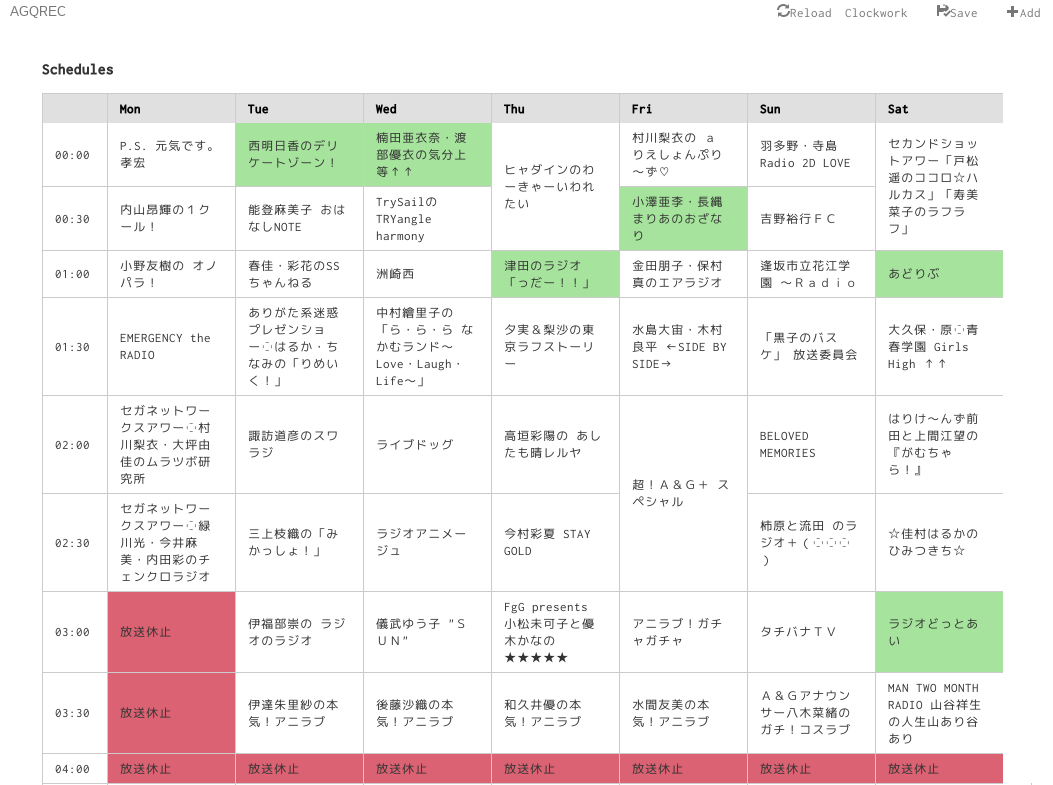 AGQREC
Reload Clockwork Save Add
Schedules
Mon Tue Wed Thu Fri Sun Sat
00:00
P.S. 元気です。
孝宏
西明日香のデリ
ケートゾーン！
楠田亜衣奈・渡
部優衣の気分上
等↑↑
ヒャダインのわ
ーきゃーいわれ
たい
村川梨衣の a
りえしょんぷり
～ず♡
羽多野・寺島
Radio 2D LOVE
セカンドショッ
トアワー「戸松
遥のココロ☆ハ
ルカス」「寿美
菜子のラフラ
フ」
00:30
内山昂輝の１ク
ール！
能登麻美子 おは
なしNOTE
TrySailの
TRYangle
harmony
小澤亜李・長縄
まりあのおざな
り
吉野裕行ＦＣ
01:00
小野友樹の オノ
パラ！
春佳・彩花のSS
ちゃんねる
洲崎西
津田のラジオ
「っだー！！」
金田朋子・保村
真のエアラジオ
逢坂市立花江学
園 ～Ｒａｄｉｏ
あどりぶ
01:30
EMERGENCY the
RADIO
ありがた系迷惑
プレゼンショ
ー◌はるか・ち
なみの「りめい
く！」
中村繪里子の
「ら・ら・ら な
かむランド～
Love・Laugh・
Life～」
夕実＆梨沙の東
京ラフストーリ
ー
水島大宙・木村
良平 ←SIDE BY
SIDE→
「黒子のバス
ケ」 放送委員会
大久保・原◌青
春学園 Girls
High ↑↑
02:00
セガネットワー
クスアワー◌村
川梨衣・大坪由
佳のムラツボ研
究所
諏訪道彦のスワ
ラジ
ライブドッグ
高垣彩陽の あし
たも晴レルヤ
超！Ａ＆Ｇ＋ ス
ペシャル
BELOVED
MEMORIES
はりけ～んず前
田と上間江望の
『がむちゃ
ら！』
02:30
セガネットワー
クスアワー◌緑
川光・今井麻
美・内田彩のチ
ェンクロラジオ
三上枝織の「み
かっしょ！」
ラジオアニメー
ジュ
今村彩夏 STAY
GOLD
柿原と流田 のラ
ジオ＋（◌◌◌
）
☆佳村はるかの
ひみつきち☆
03:00
放送休止
伊福部崇の ラジ
オのラジオ
儀武ゆう子 ”Ｓ
ＵＮ”
FgG presents
小松未可子と優
木かなの
★★★★★
アニラブ！ガチ
ャガチャ
タチバナＴＶ
ラジオどっとあ
い
03:30
放送休止
伊達朱里紗の本
気！アニラブ
後藤沙織の本
気！アニラブ
和久井優の本
気！アニラブ
水間友美の本
気！アニラブ
Ａ＆Ｇアナウン
サー八木菜緒の
ガチ！コスラブ
MAN TWO MONTH
RADIO 山谷祥生
の人生山あり谷
あり
04:00
放送休止 放送休止 放送休止 放送休止 放送休止 放送休止 放送休止